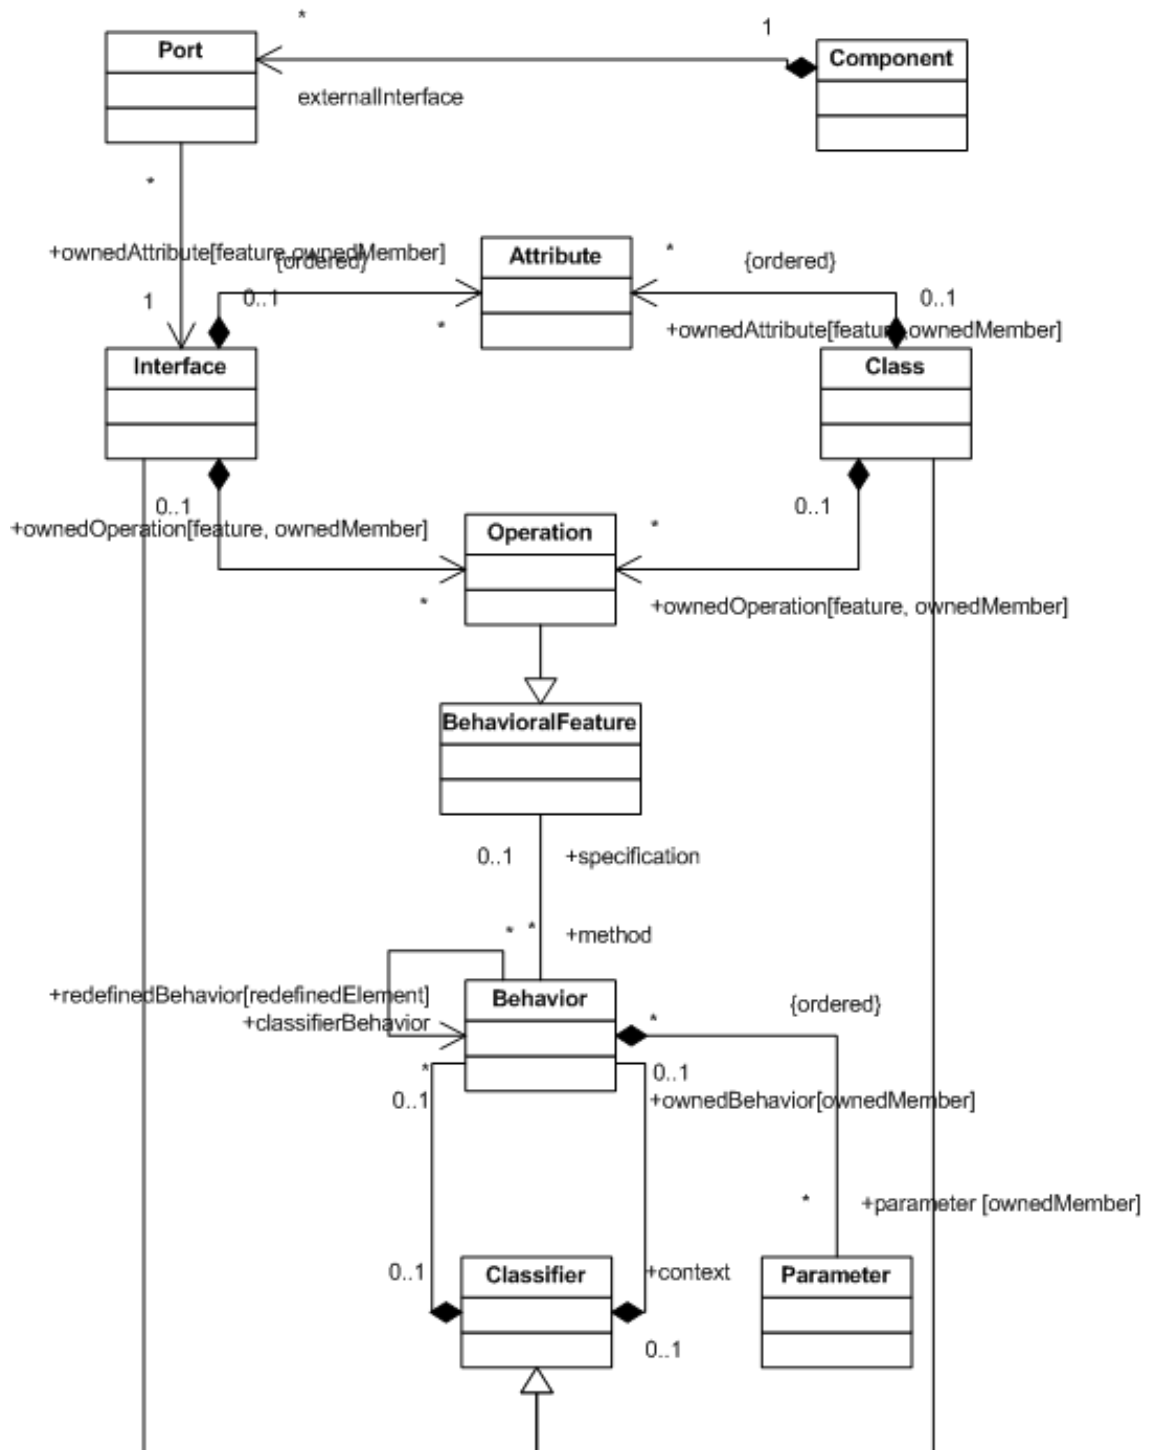 *
1
Port
Component
externalInterface
*
+ownedAttribute[feature,ownedMember]
{ordered}
Attribute
*
{ordered}
1
0..1
0..1
*
+ownedAttribute[feature,ownedMember]
Interface
Class
0..1
0..1
+ownedOperation[feature, ownedMember]
Operation
*
*
+ownedOperation[feature, ownedMember]
BehavioralFeature
0..1
+specification
*
*
+method
+redefinedBehavior[redefinedElement]
Behavior
{ordered}
+classifierBehavior
*
*
0..1
0..1
+ownedBehavior[ownedMember]
*
+parameter [ownedMember]
0..1
Classifier
+context
Parameter
0..1